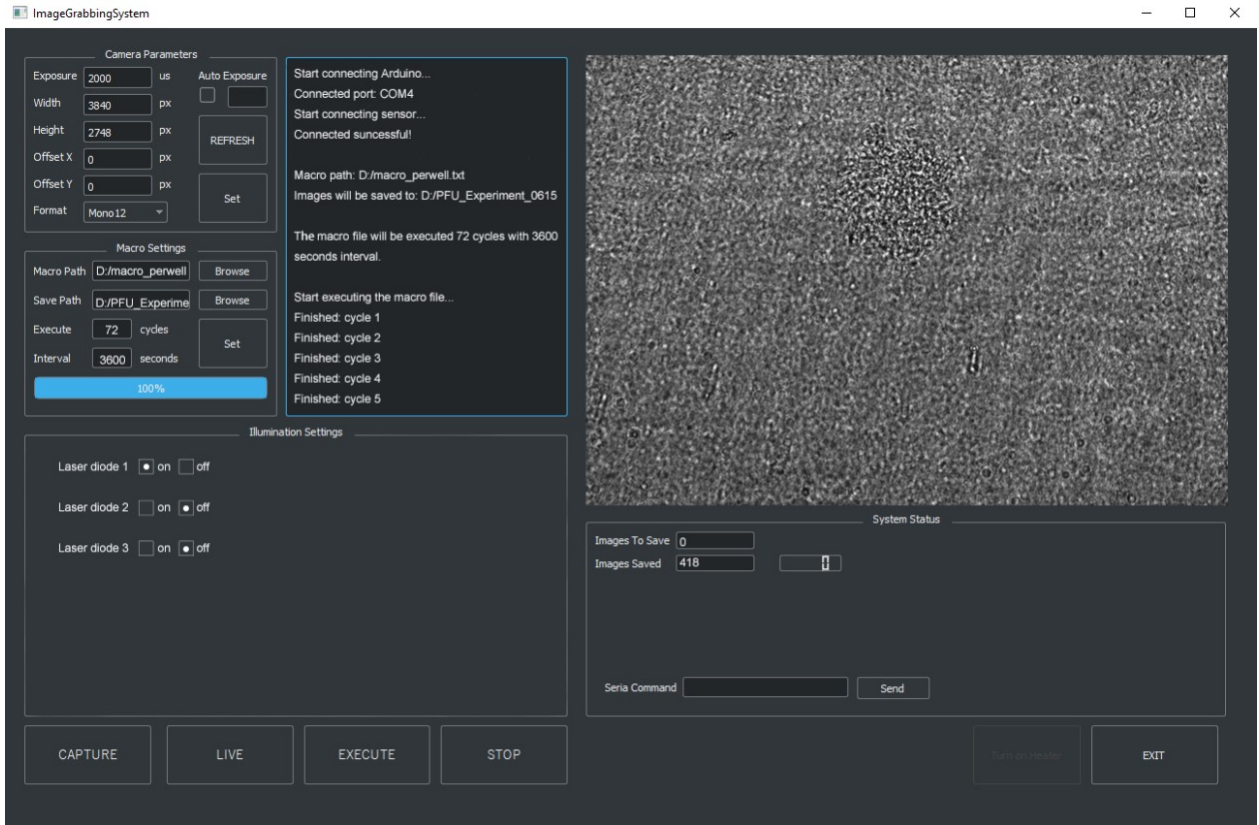 ImageGrabbingSystem
Camera Parameters
Exposure 2000 us Auto Exposure
Width 3840 px
Height 2748 px
REFRESH
Offset X 0 px
Offset Y 0 px
Set
Format Mono12
Macro Settings
Macro Path D:/macro_perwell Browse
Save Path D:/PFU_Experime Browse
Execute 72 cycles
Set
Interval 3600 seconds
100%
Start connecting Arduino...
Connected port: COM4
Start connecting sensor...
Connected suncessful!
Macro path: D:/macro_perwell.txt
Images will be saved to: D:/PFU_Experiment_0615
The macro file will be executed 72 cycles with 3600
seconds interval.
Start executing the macro file...
Finished: cycle 1
Finished: cycle 2
Finished: cycle 3
Finished: cycle 4
Finished: cycle 5
Illumination Settings
Laser diode 1 on off
Laser diode 2 on off
Laser diode 3 on off
System Status
Images To Save 0
Images Saved 418
Seria Command Send
CAPTURE LIVE EXECUTE STOP
Turn on Heater EXIT